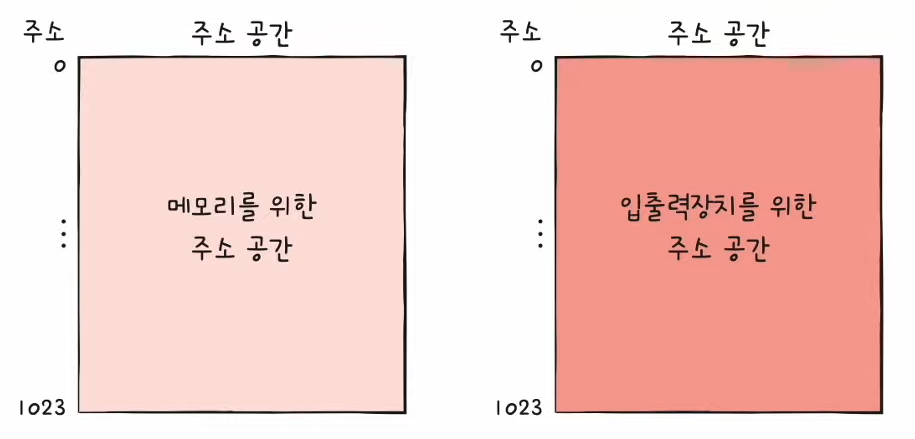 주소 주소 공간
0
메모리를 위한
주소 공간
⋮
1023
주소 주소 공간
0
입출력장치를 위한
주소 공간
⋮
1023